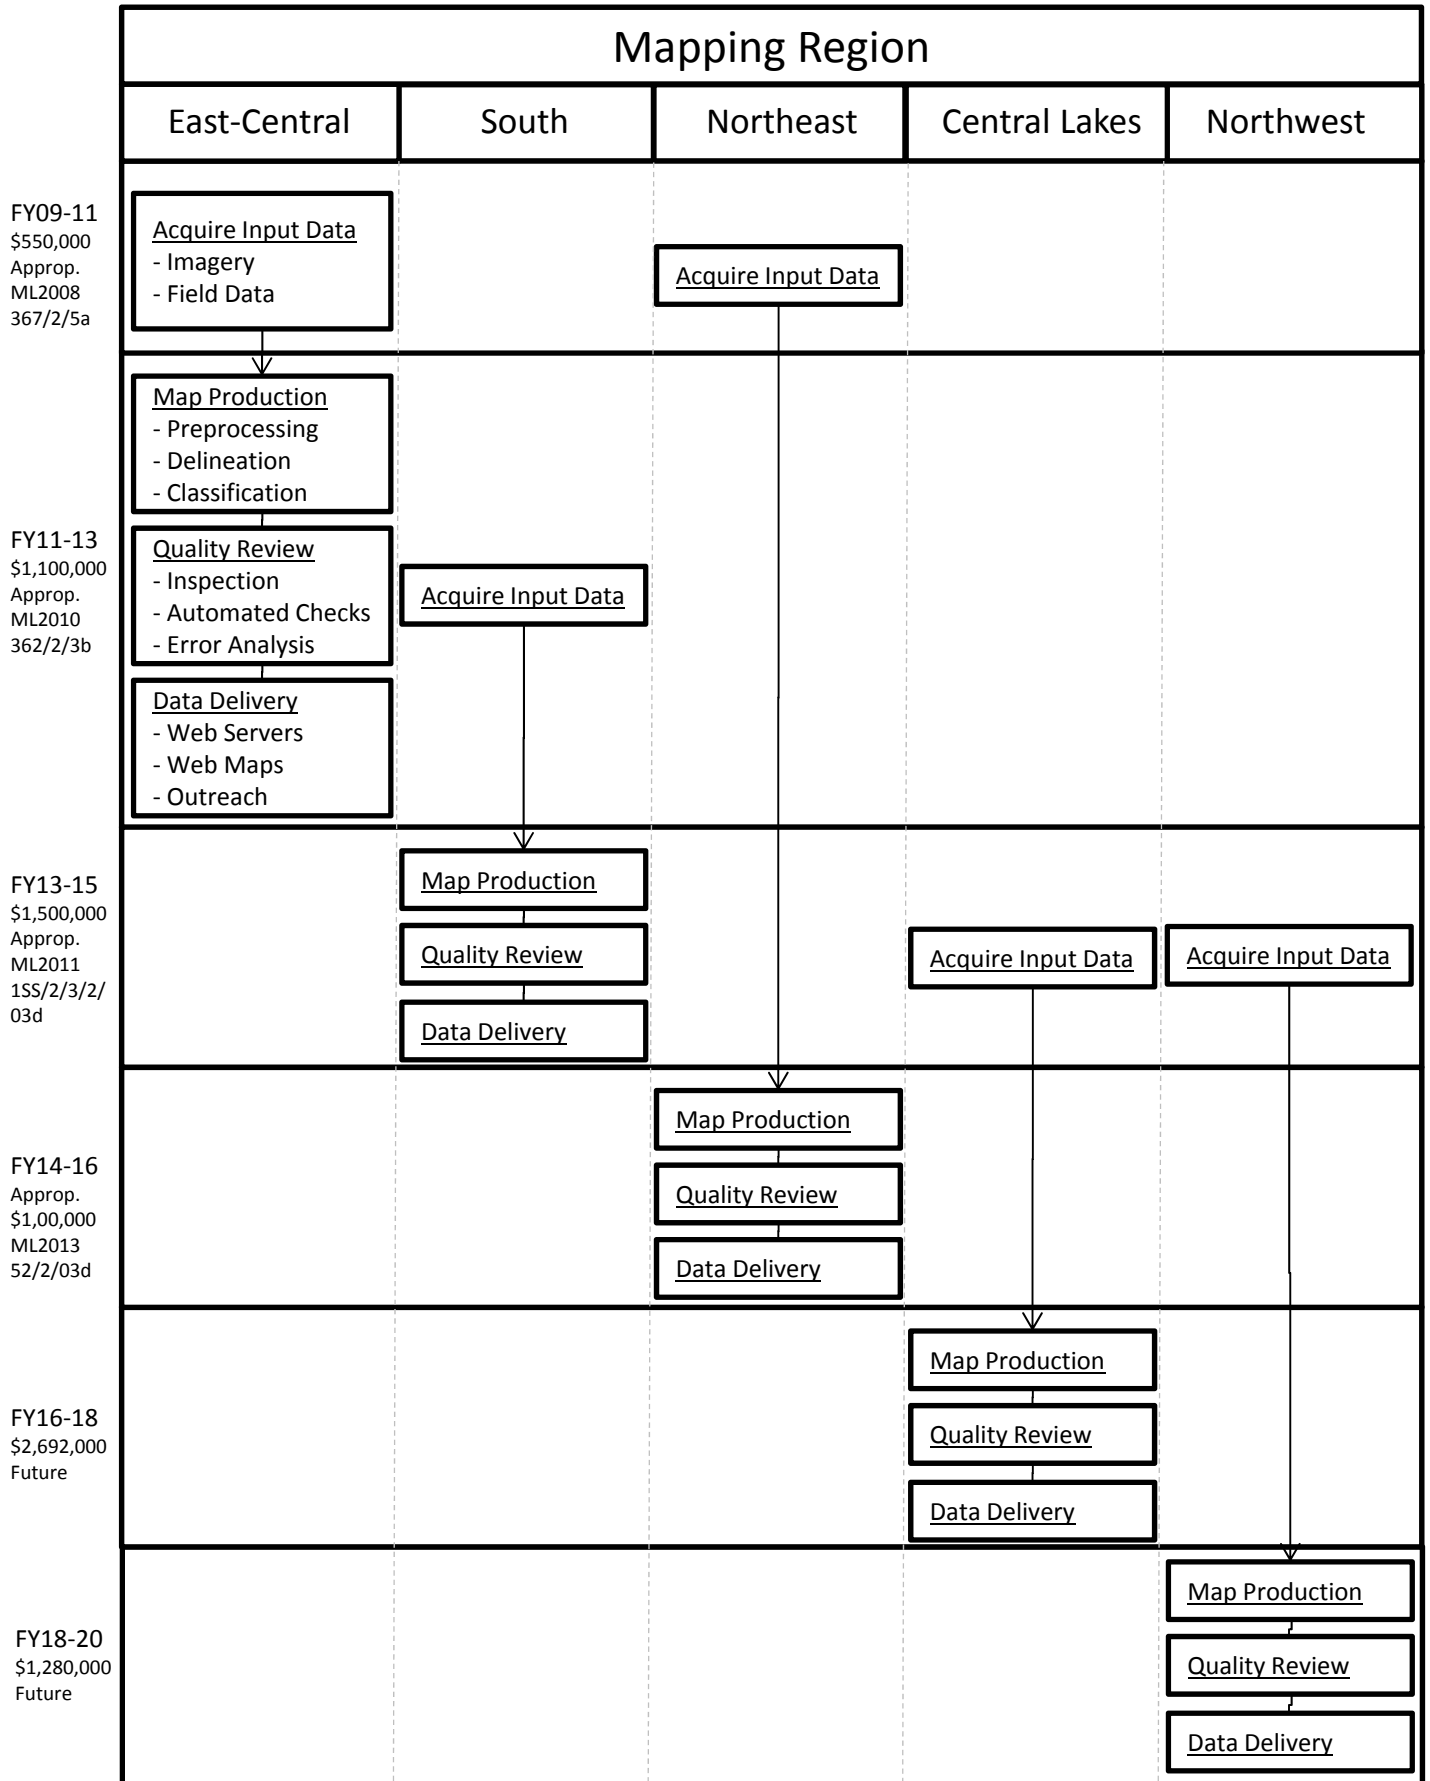 Mapping Region
East-Central
South
Northeast
Central Lakes
Northwest
FY09-11
$550,000
Approp.
ML2008
367/2/5a
Acquire Input Data
- Imagery
- Field Data
Acquire Input Data
FY11-13
$1,100,000
Approp.
ML2010
362/2/3b
Map Production
- Preprocessing
- Delineation
- Classification
Quality Review
- Inspection
- Automated Checks
- Error Analysis
Data Delivery
- Web Servers
- Web Maps
- Outreach
Acquire Input Data
FY13-15
$1,500,000
Approp.
ML2011
1SS/2/3/2/
03d
Map Production
Quality Review
Data Delivery
Acquire Input Data
Acquire Input Data
FY14-16
Approp.
$1,00,000
ML2013
52/2/03d
Map Production
Quality Review
Data Delivery
FY16-18
$2,692,000
Future
Map Production
Quality Review
Data Delivery
FY18-20
$1,280,000
Future
Map Production
Quality Review
Data Delivery